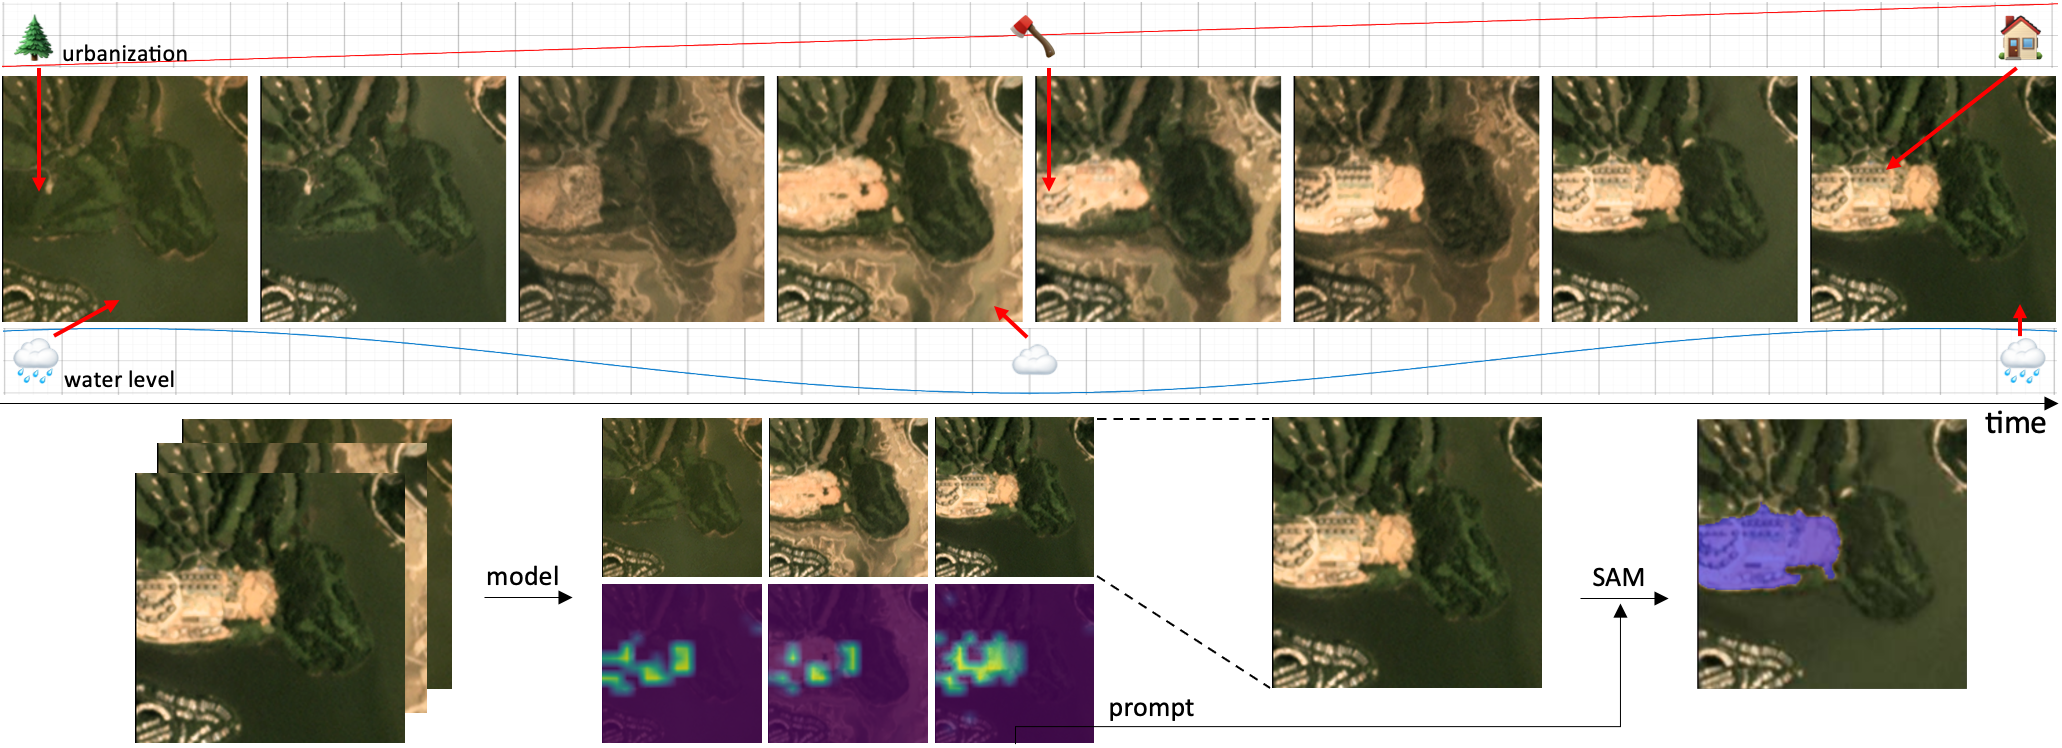 urbanization
water level
time
model
SAM
prompt